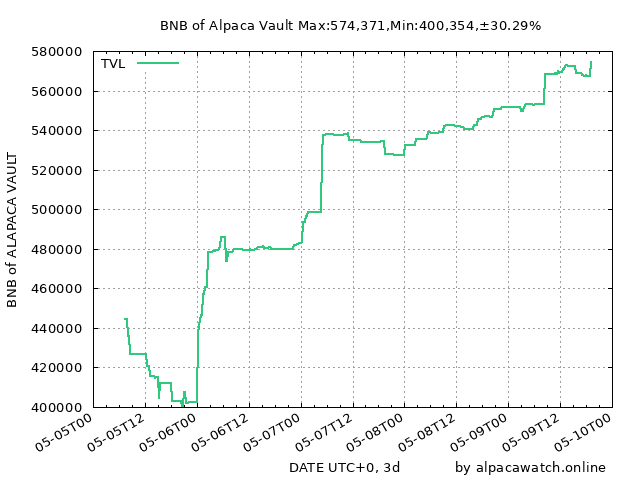 BNB of Alpaca Vault Max:574,371,Min:400,354,±30.29%
TVL
BNB of ALAPACA VAULT
580000
560000
540000
520000
500000
480000
460000
440000
420000
400000
05-05T00
05-05T12
05-06T00
05-06T12
05-07T00
05-07T12
05-08T00
05-08T12
05-09T00
05-09T12
05-10T00
DATE UTC+0, 3d
by alpacawatch.online